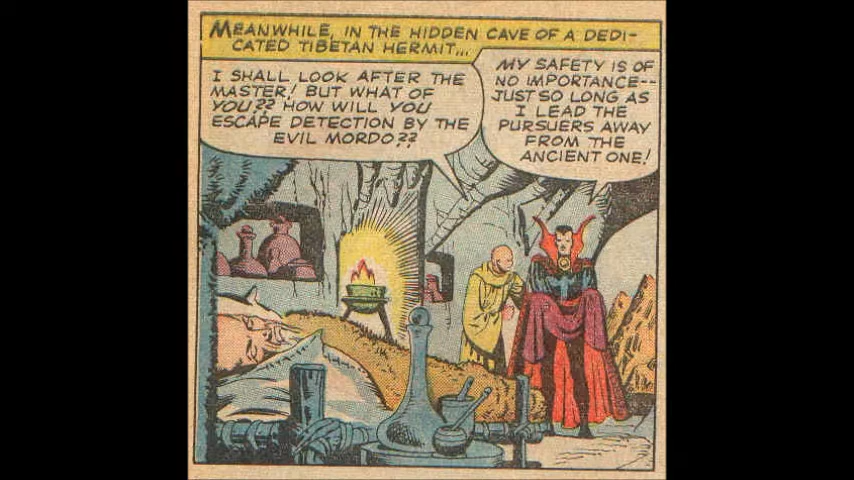 MEANWHILE, IN THE HIDDEN CAVE OF A DEDI-
CATED TIBETAN HERMIT...
I SHALL LOOK AFTER THE
MASTER! BUT WHAT OF
YOU?? HOW WILL YOU
ESCAPE DETECTION BY THE
EVIL MORDO??
MY SAFETY IS OF
NO IMPORTANCE--
JUST SO LONG AS
I LEAD THE
PURSUERS AWAY
FROM THE
ANCIENT ONE!